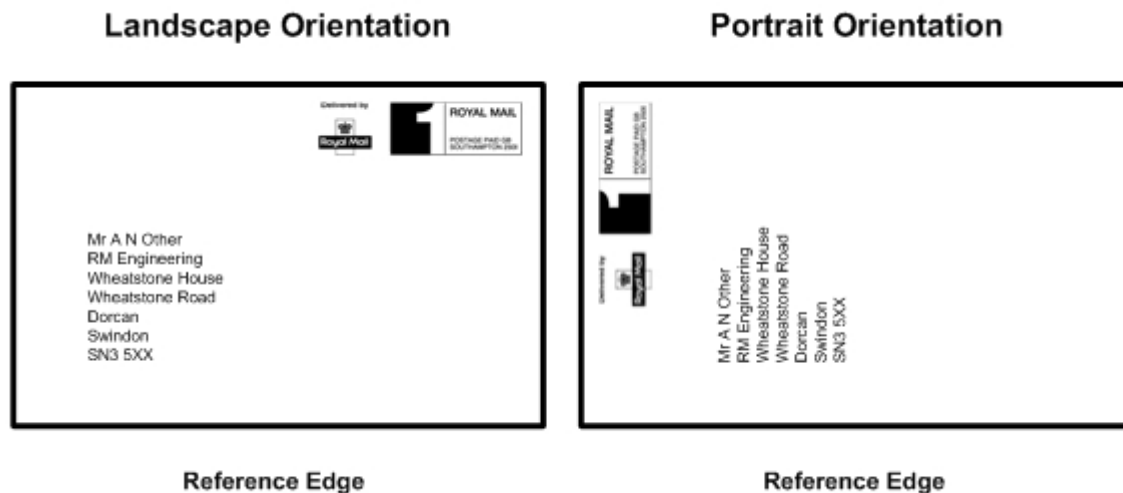 Landscape Orientation
Delivered by
Royal Mail
1
ROYAL MAIL
POSTAGE PAID GB
SOUTHAMPTON
Mr A N Other
RM Engineering
Wheatstone House
Wheatstone Road
Dorcan
Swindon
SN3 5XX
Reference Edge
Portrait Orientation
1
ROYAL MAIL
POSTAGE PAID GB
SOUTHAMPTON
Delivered by
Royal Mail
Mr A N Other
RM Engineering
Wheatstone House
Wheatstone Road
Dorcan
Swindon
SN3 5XX
Reference Edge